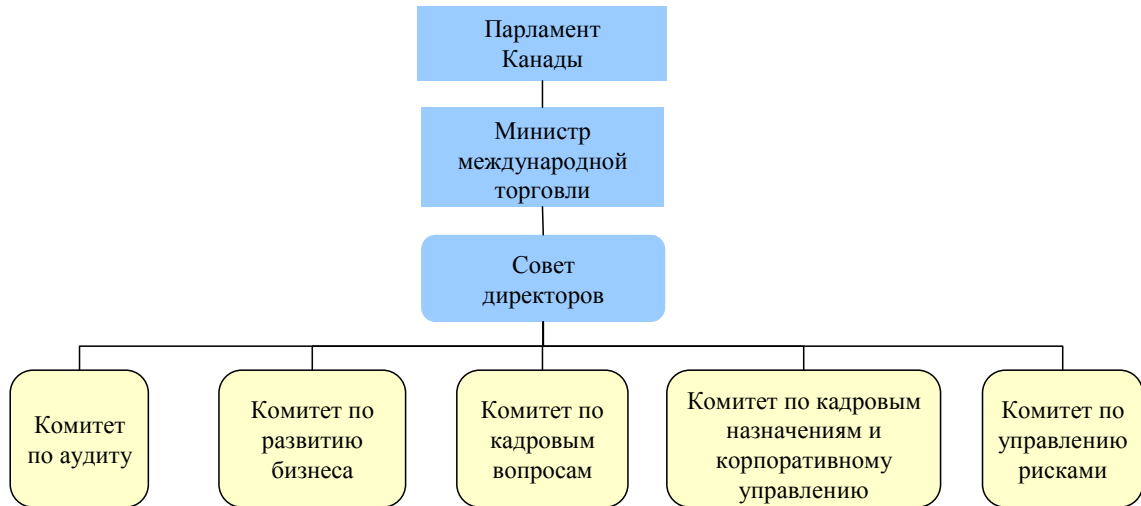 Парламент
Канады
Министр
международной
торговли
Совет
директоров
Комитет
по аудиту
Комитет по
развитию
бизнеса
Комитет по
кадровым
вопросам
Комитет по кадровым
назначениям и
корпоративному
управлению
Комитет по
управлению
рисками